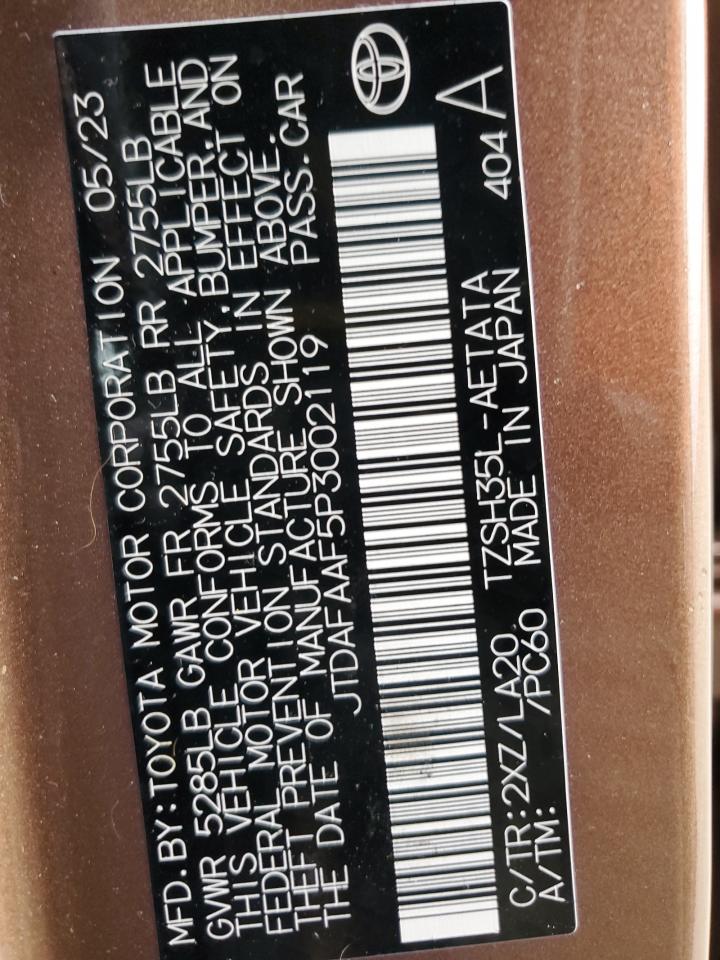 MFD.BY:TOYOTA MOTOR CORPORATION 05/23
GVWR 5285LB GAWR FR 2755LB RR 2755LB
THIS VEHICLE CONFORMS TO ALL APPLICABLE
FEDERAL MOTOR VEHICLE SAFETY, BUMPER, AND
THEFT PREVENTION STANDARDS IN EFFECT ON
THE DATE OF MANUFACTURE SHOWN ABOVE.
JTDAFAAF5P3002119 PASS.CAR
C/TR:2XZ/LA20 TZSH35L-AETATA 404 A
A/TM: /PC60 MADE IN JAPAN